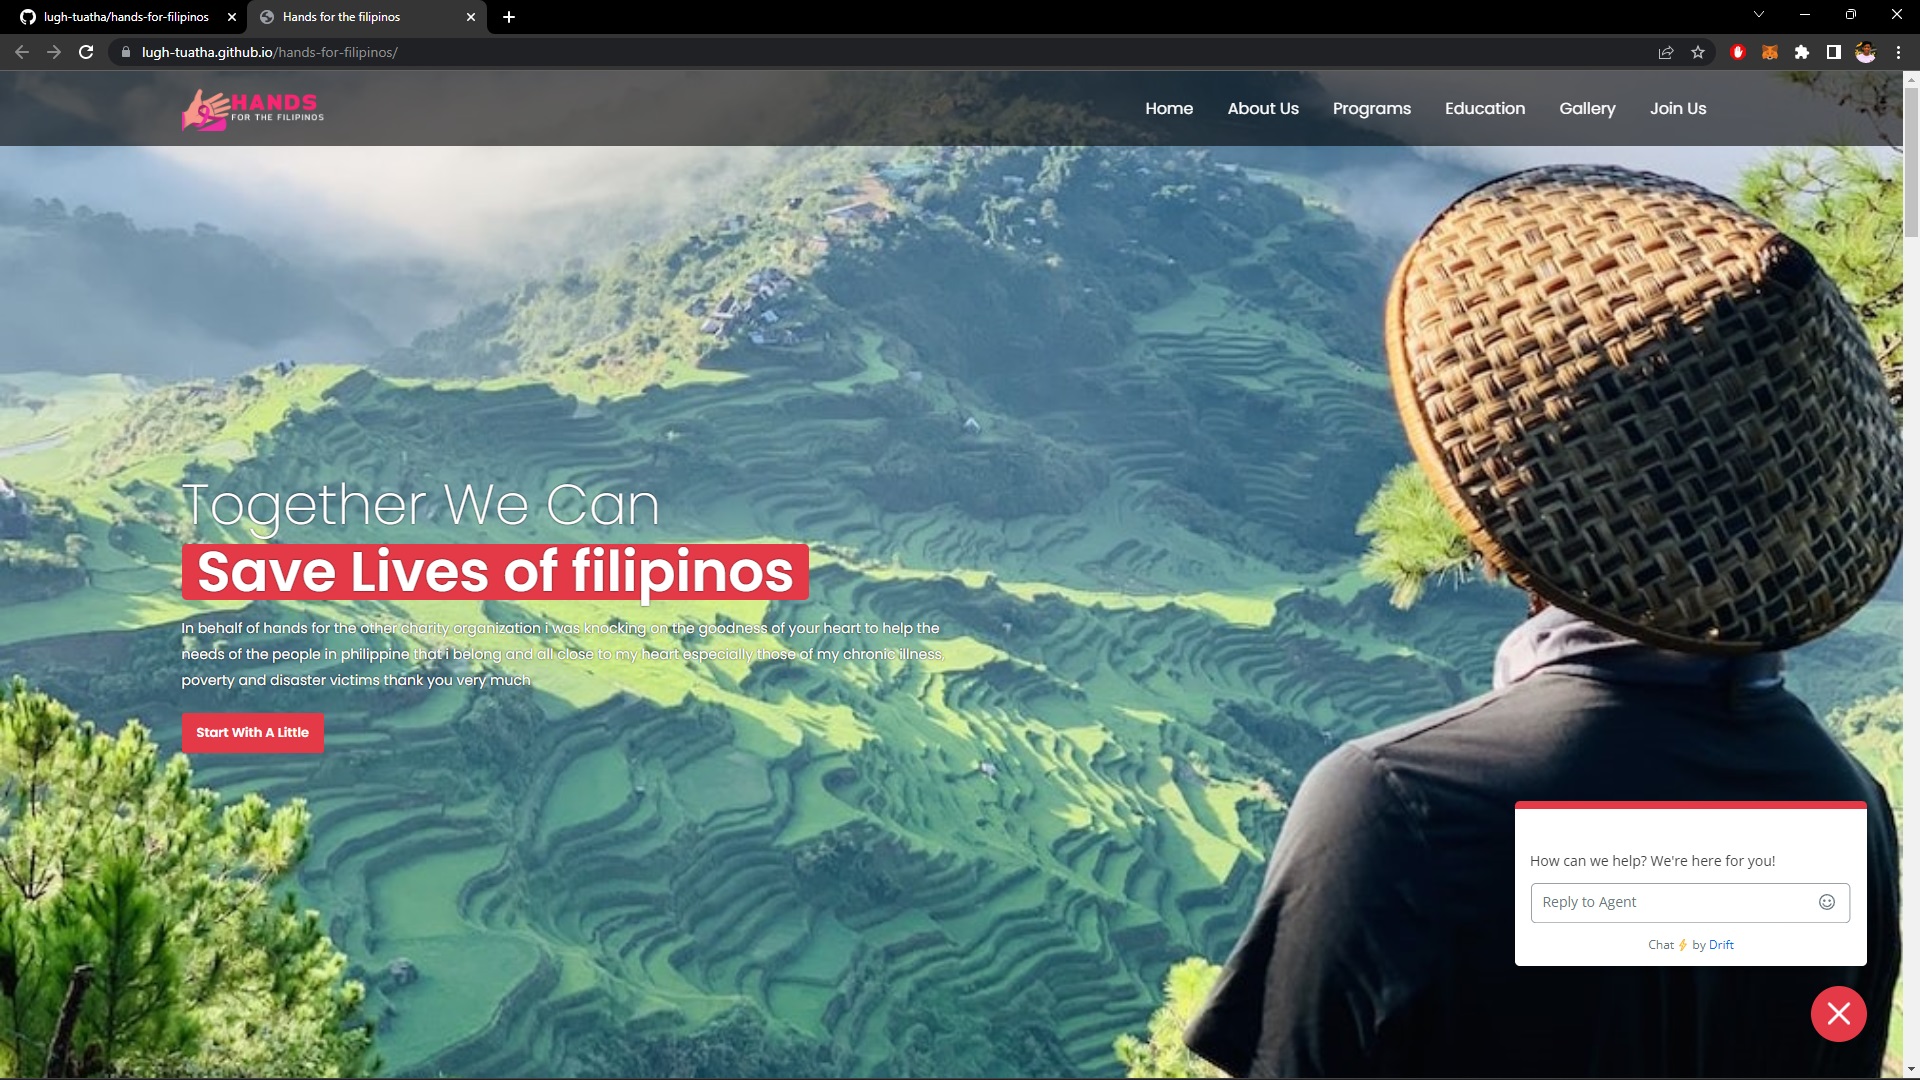 lugh-tuatha/hands-for-filipinos
Hands for the filipinos
lugh-tuatha.github.io/hands-for-filipinos/
HANDS
FOR THE FILIPINOS
Home
About Us
Programs
Education
Gallery
Join Us
Together We Can
Save Lives of filipinos
In behalf of hands for the other charity organization i was knocking on the goodness of your heart to help the
needs of the people in philippine that i belong and all close to my heart especially those of my chronic illness,
poverty and disaster victims thank you very much
Start With A Little
How can we help? We're here for you!
Reply to Agent
Chat⚡by Drift